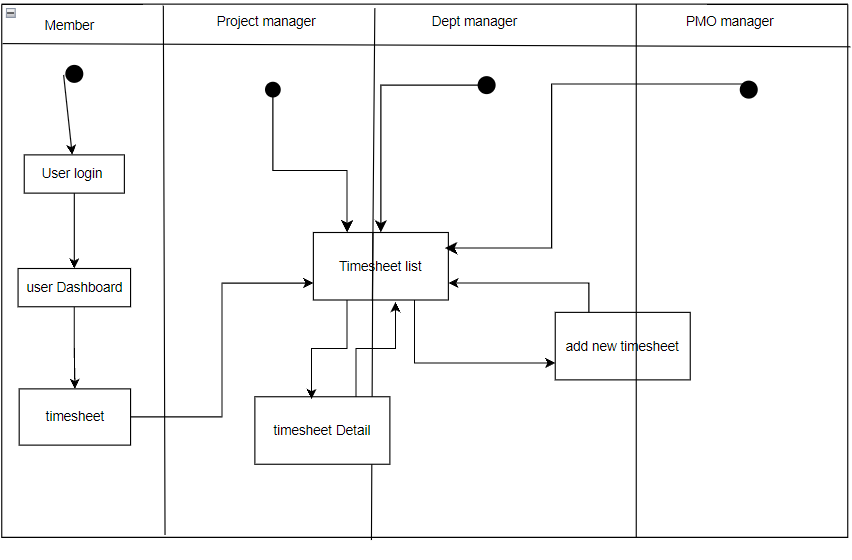 Member
Project manager
Dept manager
PMO manager
User login
Timesheet list
user Dashboard
add new timesheet
timesheet
timesheet Detail